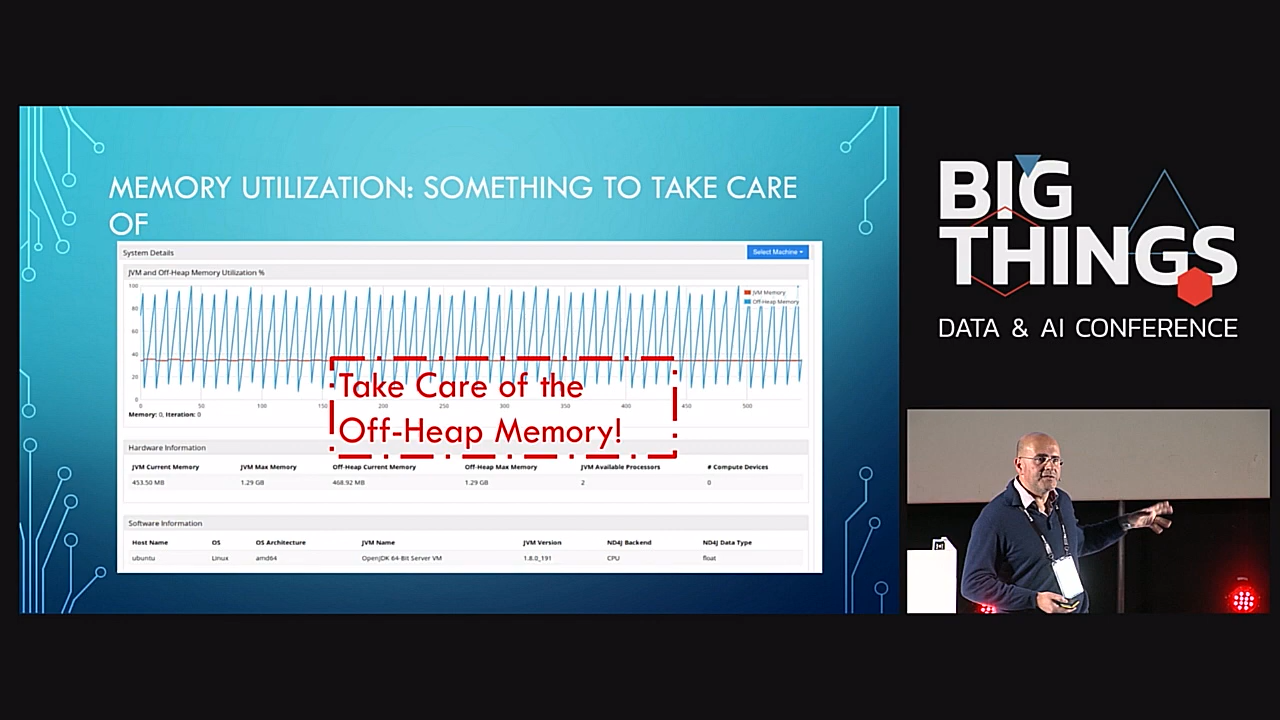 MEMORY UTILIZATION: SOMETHING TO TAKE CARE
OF
System Details
Select Machine
JVM and Off-Heap Memory Utilization %
JVM Memory
Off-Heap Memory
100
80
60
40
20
0
0 50 100 150 200 250 300 350 400 450 500
Memory: 0, Iteration: 0
Take Care of the
Off-Heap Memory!
Hardware Information
JVM Current Memory JVM Max Memory Off-Heap Current Memory Off-Heap Max Memory JVM Available Processors # Compute Devices
453.50 MB 1.29 GB 468.92 MB 1.29 GB 2 0
Software Information
Host Name OS OS Architecture JVM Name JVM Version ND4J Backend ND4J Data Type
ubuntu Linux amd64 OpenJDK 64-Bit Server VM 1.8.0_191 CPU float
BIG
THINGS
DATA & AI CONFERENCE